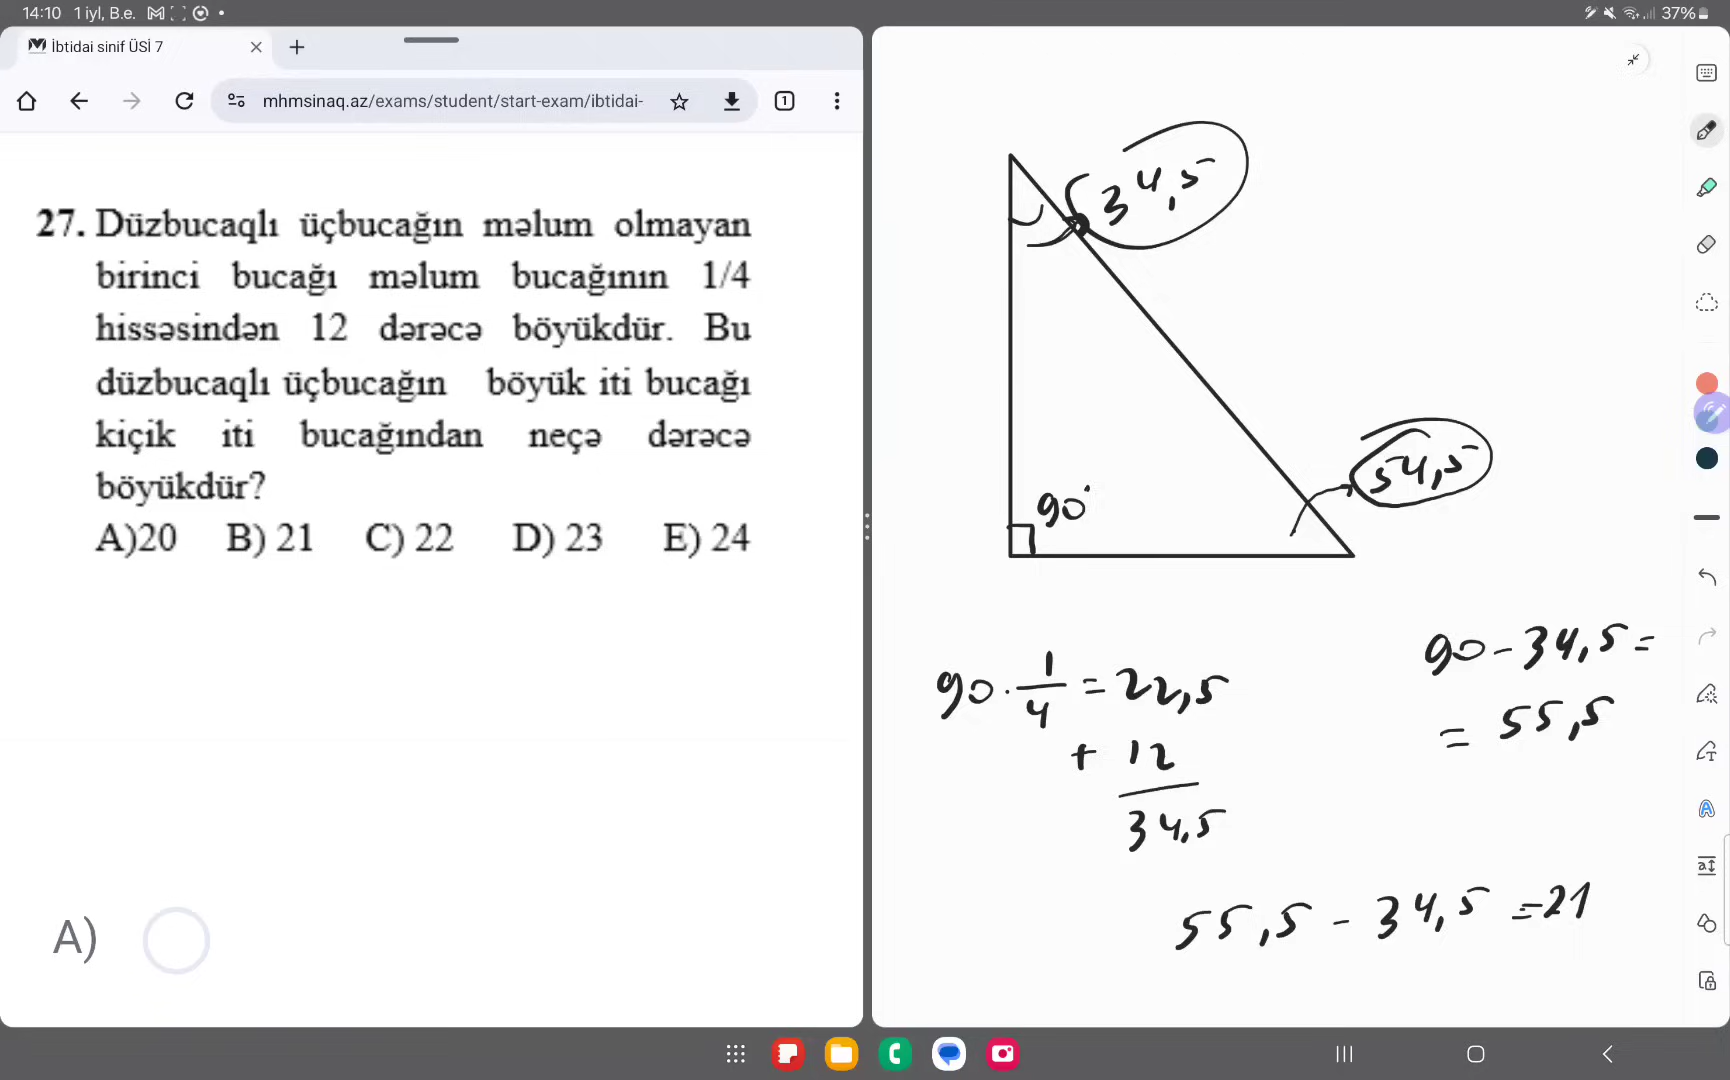 14:10 1 iyl, B.e.
37%
İbtidai sinif ÜSİ 7
mhmsinaq.az/exams/student/start-exam/ibtidai-
1
27. Düzbucaqlı üçbucağın məlum olmayan
birinci bucağı məlum bucağının 1/4
hissəsindən 12 dərəcə böyükdür. Bu
düzbucaqlı üçbucağın böyük iti bucağı
kiçik iti bucağından neçə dərəcə
böyükdür?
A)20 B) 21 C) 22 D) 23 E) 24
A)
34,5
54,5
90°
90 · 1/4 = 22,5
+ 12
34,5
90 - 34,5 =
= 55,5
55,5 - 34,5 = 21